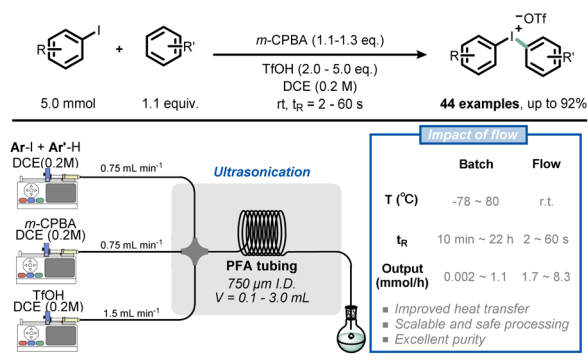 R
I
+
R'
m-CPBA (1.1-1.3 eq.)
TfOH (2.0 - 5.0 eq.)
DCE (0.2 M)
rt, tR = 2 - 60 s
−OTf
R
I+
R'
5.0 mmol
1.1 equiv.
44 examples, up to 92%
Ar-I + Ar'-H
DCE(0.2M)
0.75 mL min-1
m-CPBA
DCE (0.2M)
0.75 mL min-1
TfOH
DCE (0.2M)
1.5 mL min-1
Ultrasonication
PFA tubing
750 µm I.D.
V = 0.1 - 3.0 mL
Impact of flow
Batch Flow
T (°C) -78 ~ 80 r.t.
tR 10 min ~ 22 h 2 ~ 60 s
Output
(mmol/h) 0.002 ~ 1.1 1.7 ~ 8.3
■ Improved heat transfer
■ Scalable and safe processing
■ Excellent purity